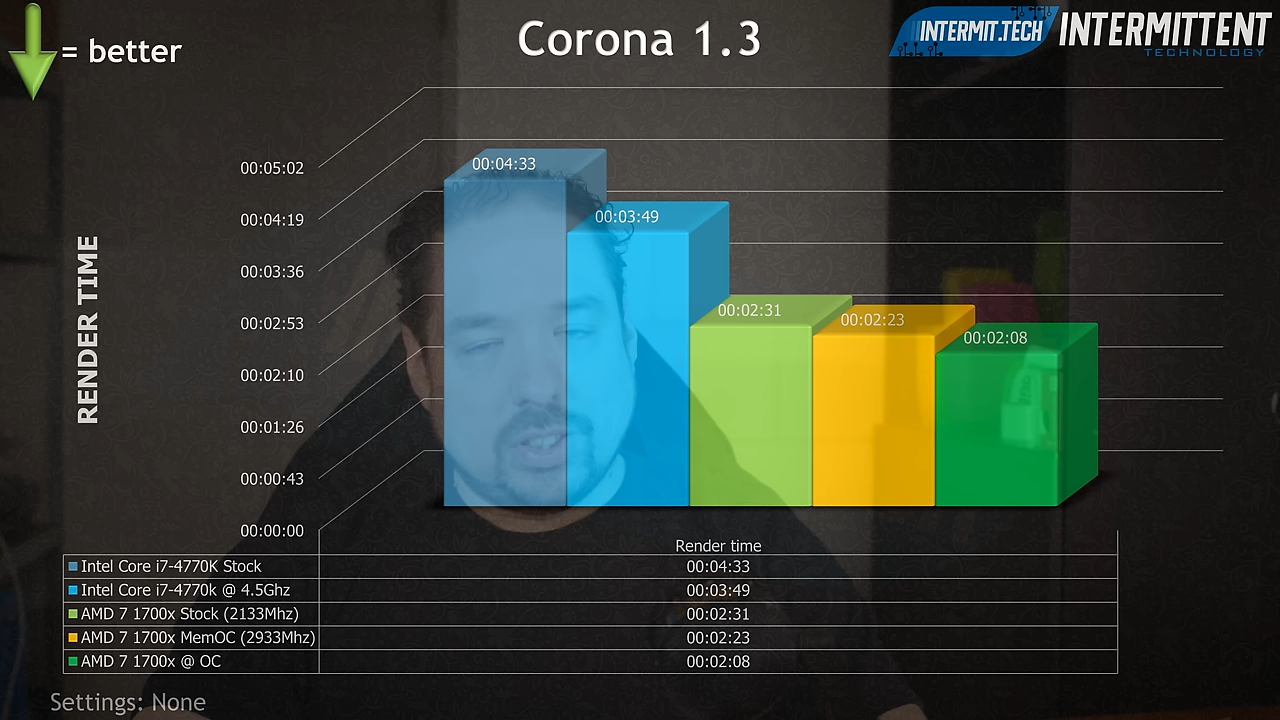 = better
Corona 1.3
INTERMIT.TECH
INTERMITTENT
TECHNOLOGY
RENDER TIME
00:05:02
00:04:19
00:03:36
00:02:53
00:02:10
00:01:26
00:00:43
00:00:00
00:04:33
00:03:49
00:02:31
00:02:23
00:02:08
Render time
Intel Core i7-4770K Stock 00:04:33
Intel Core i7-4770k @ 4.5Ghz 00:03:49
AMD 7 1700x Stock (2133Mhz) 00:02:31
AMD 7 1700x MemOC (2933Mhz) 00:02:23
AMD 7 1700x @ OC 00:02:08
Settings: None